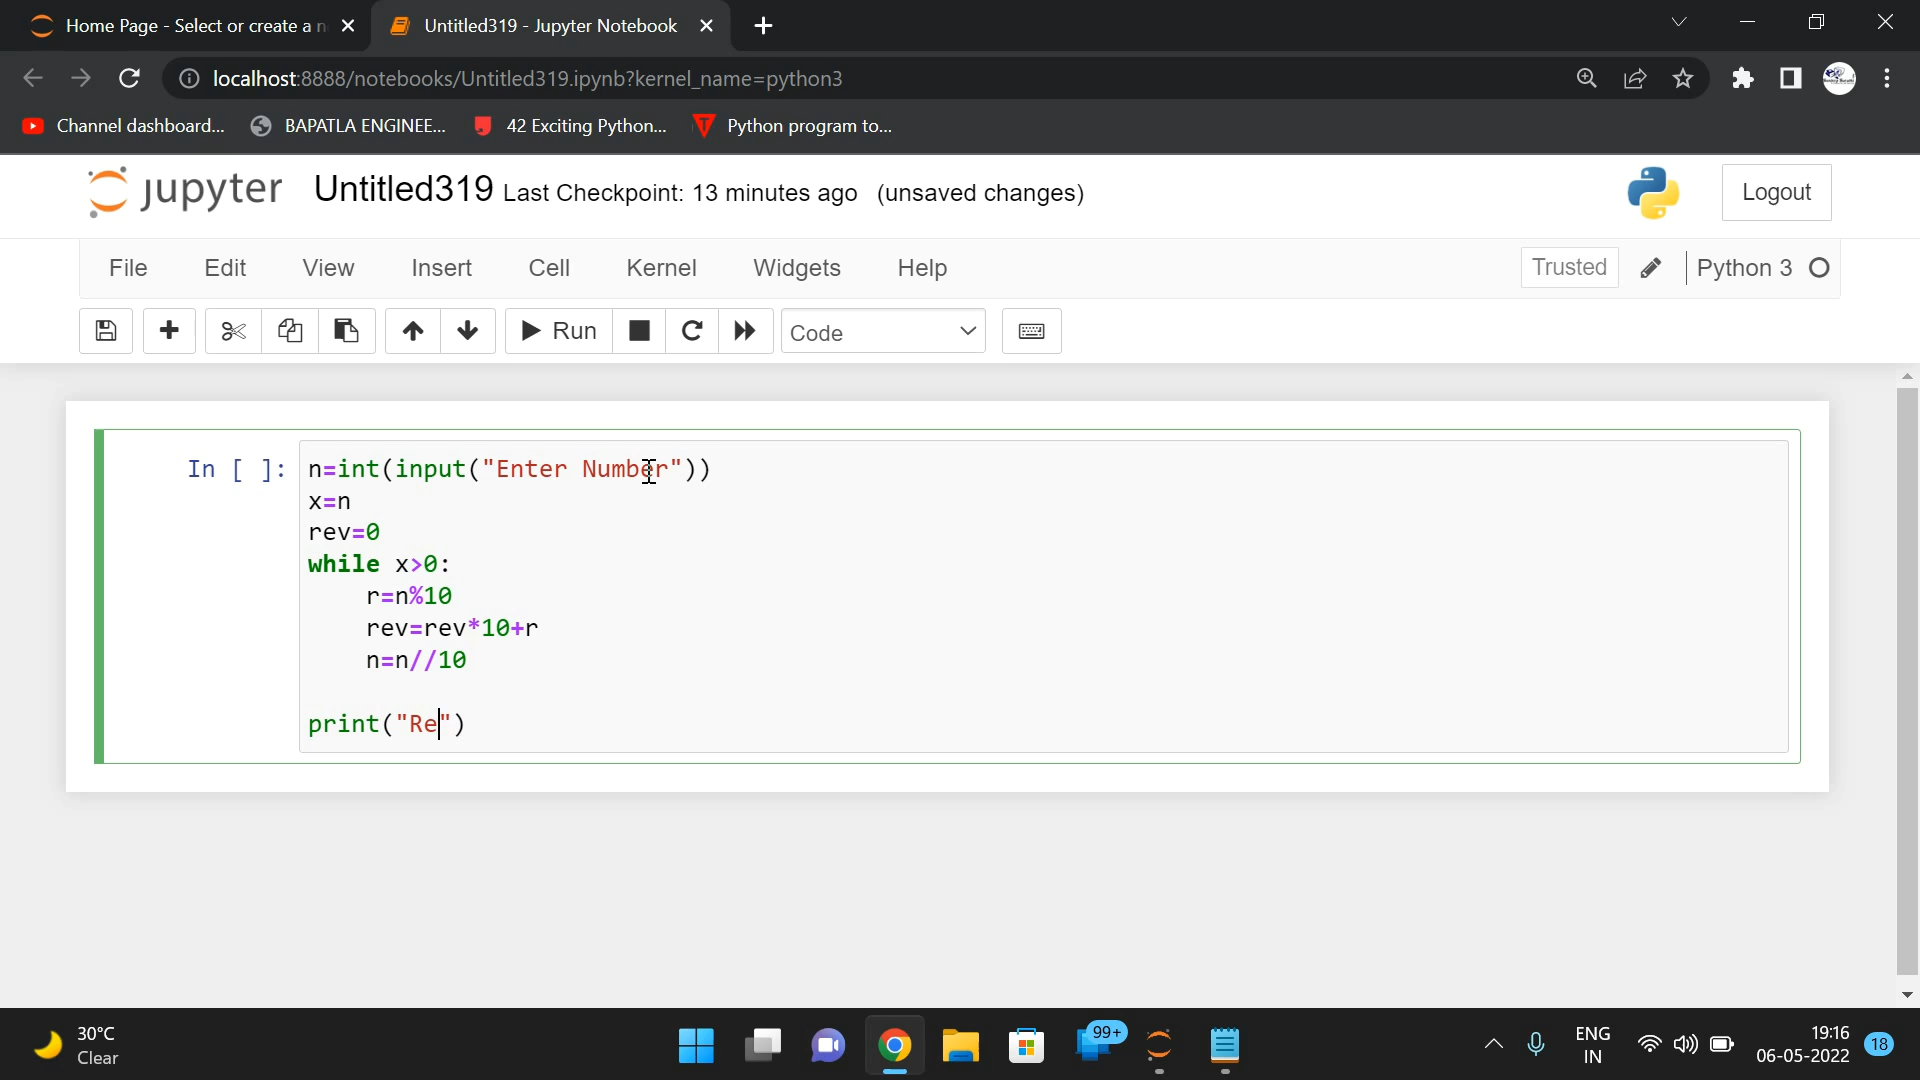 Home Page - Select or create a n
Untitled319 - Jupyter Notebook
localhost:8888/notebooks/Untitled319.ipynb?kernel_name=python3
Channel dashboard...
BAPATLA ENGINEE...
42 Exciting Python...
Python program to...
jupyter Untitled319 Last Checkpoint: 13 minutes ago (unsaved changes)
Logout
File Edit View Insert Cell Kernel Widgets Help
Trusted
Python 3
Run
Code
In [ ]: n=int(input("Enter Number"))
x=n
rev=0
while x>0:
    r=n%10
    rev=rev*10+r
    n=n//10
print("Re")
30°C
Clear
99+
ENG
IN
19:16
06-05-2022
18